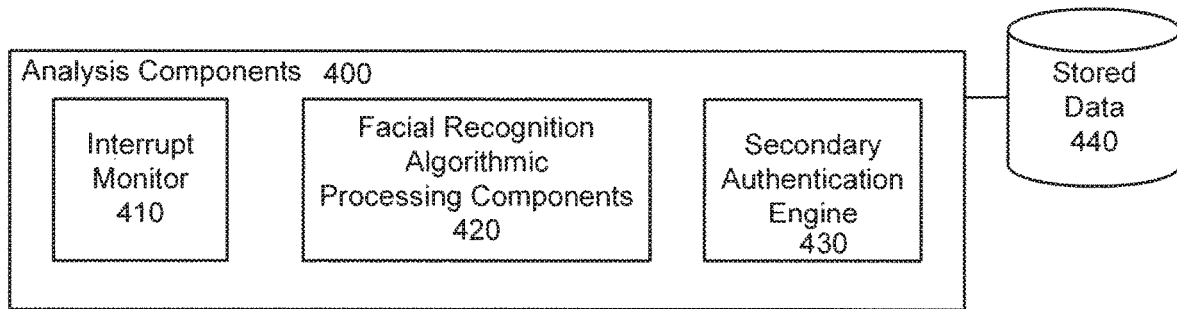 Analysis Components 400
Interrupt
Monitor
410
Facial Recognition
Algorithmic
Processing Components
420
Secondary
Authentication
Engine
430
Stored
Data
440